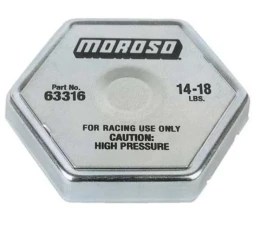 MOROSO
Part No.
63316
14-18
LBS.
FOR RACING USE ONLY
CAUTION:
HIGH PRESSURE